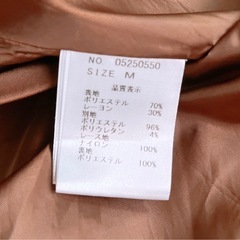 NO. 05250550
SIZE M
品質表示
表地
ポリエステル 70%
レーヨン 30%
別地
ポリエステル 96%
ポリウレタン 4%
レース地
ナイロン 100%
裏地
ポリエステル 100%